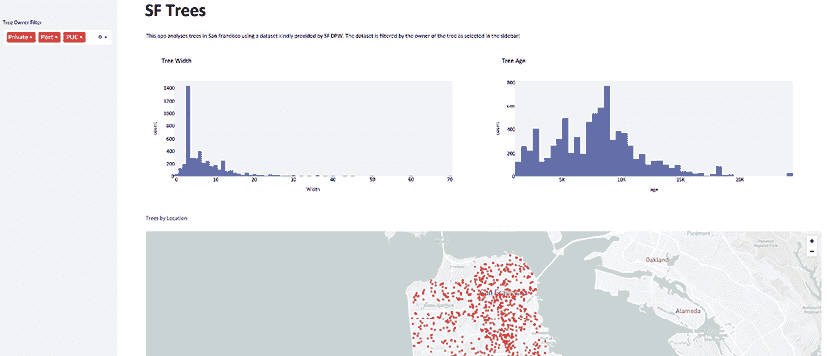 SF Trees
Tree Owner Filter
Private × Port × PUC ×
This app analyses trees in San Francisco using a dataset kindly provided by SF DPW. The dataset is filtered by the owner of the tree as selected in the sidebar!
Tree Width
Tree Age
1400
1200
1000
800
600
400
200
0
count
0 10 20 30 40 50 60 70
Width
800
600
400
200
0
count
5K 10K 15K 20K
age
Trees by Location
Piedmont
Oakland
Alameda
+
−